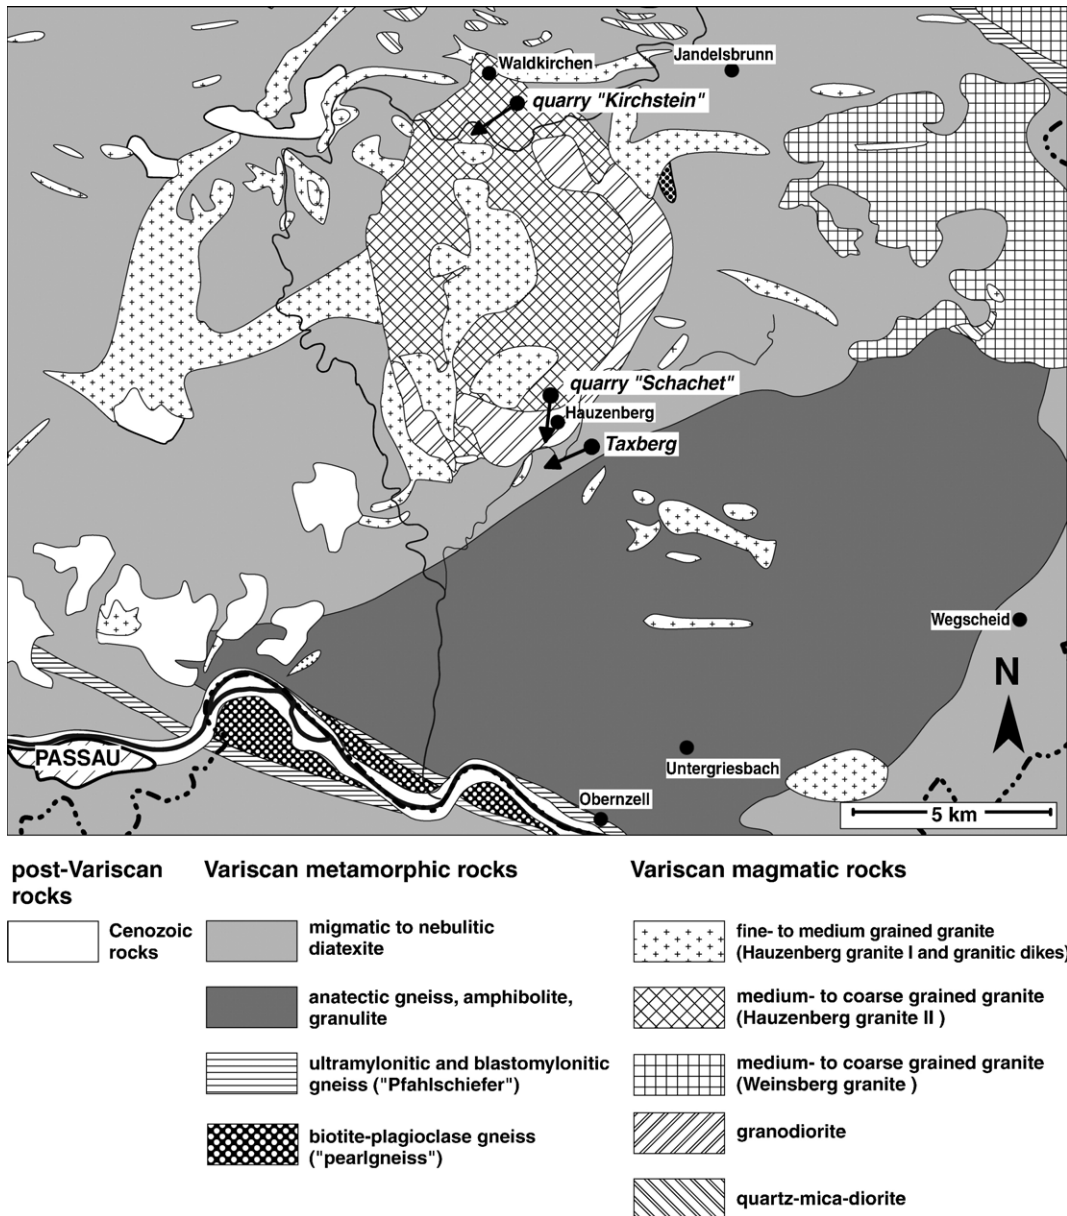 Waldkirchen
Jandelsbrunn
quarry "Kirchstein"
quarry "Schachet"
Hauzenberg
Taxberg
Wegscheid
N
PASSAU
Untergriesbach
Obernzell
5 km
post-Variscan
rocks
Cenozoic
rocks
Variscan metamorphic rocks
migmatic to nebulitic
diatexite
anatectic gneiss, amphibolite,
granulite
ultramylonitic and blastomylonitic
gneiss ("Pfahlschiefer")
biotite-plagioclase gneiss
("pearlgneiss")
Variscan magmatic rocks
fine- to medium grained granite
(Hauzenberg granite I and granitic dikes)
medium- to coarse grained granite
(Hauzenberg granite II )
medium- to coarse grained granite
(Weinsberg granite )
granodiorite
quartz-mica-diorite